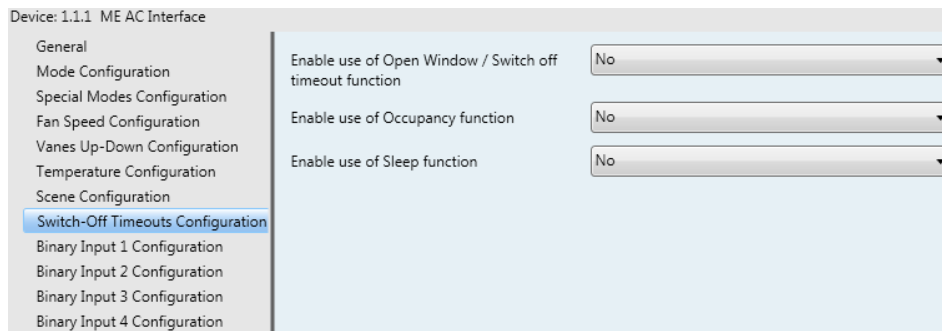 Device: 1.1.1 ME AC Interface
General
Mode Configuration
Special Modes Configuration
Fan Speed Configuration
Vanes Up-Down Configuration
Temperature Configuration
Scene Configuration
Switch-Off Timeouts Configuration
Binary Input 1 Configuration
Binary Input 2 Configuration
Binary Input 3 Configuration
Binary Input 4 Configuration
Enable use of Open Window / Switch off
timeout function
No
Enable use of Occupancy function
No
Enable use of Sleep function
No